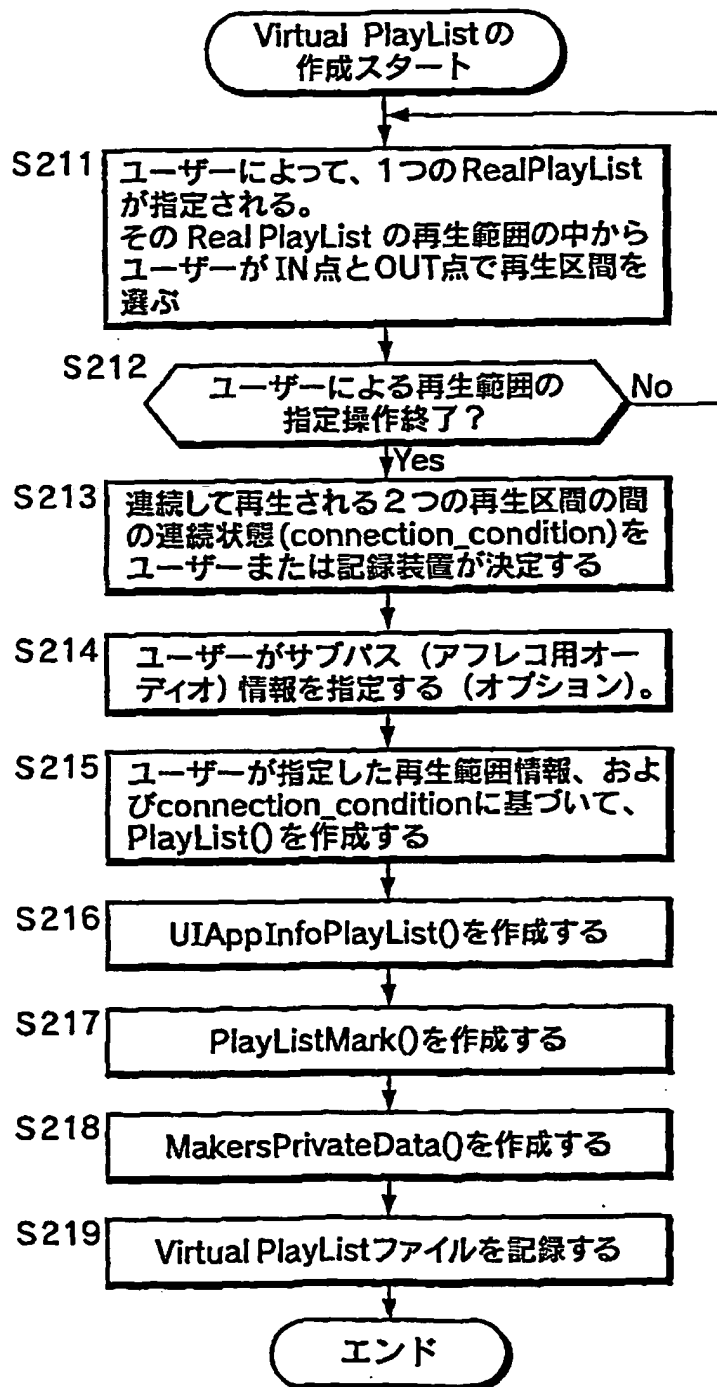 Virtual PlayListの
作成スタート
S211
ユーザーによって、1つのRealPlayList
が指定される。
そのReal PlayList の再生範囲の中から
ユーザーがIN点とOUT点で再生区間を
選ぶ
S212
ユーザーによる再生範囲の
指定操作終了？
No
Yes
S213
連続して再生される2つの再生区間の間
の連続状態(connection_condition)を
ユーザーまたは記録装置が決定する
S214
ユーザーがサブパス（アフレコ用オー
ディオ）情報を指定する（オプション）。
S215
ユーザーが指定した再生範囲情報、およ
びconnection_conditionに基づいて、
PlayList()を作成する
S216
UIAppInfoPlayList()を作成する
S217
PlayListMark()を作成する
S218
MakersPrivateData()を作成する
S219
Virtual PlayListファイルを記録する
エンド